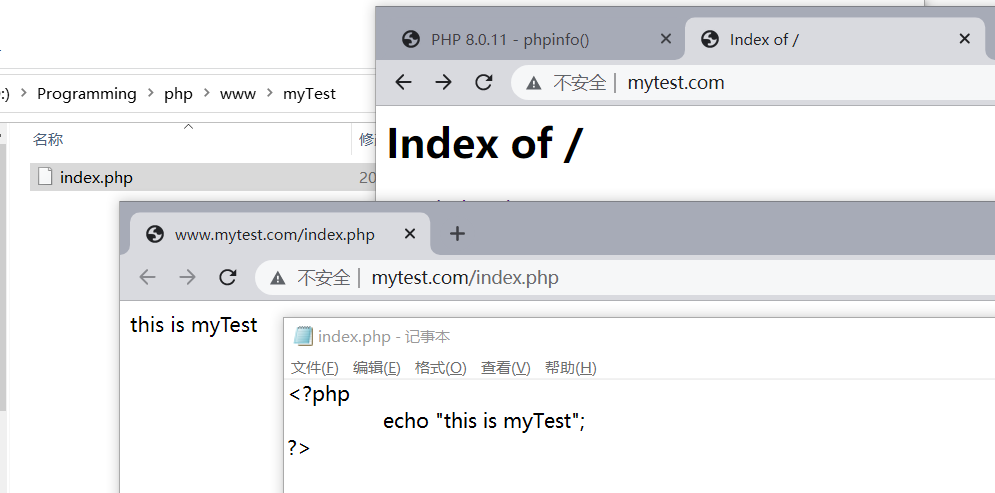 PHP 8.0.11 - phpinfo()
Index of /
:) > Programming > php > www > myTest
不安全 | mytest.com
名称
Index of /
index.php
20
www.mytest.com/index.php
不安全 | mytest.com/index.php
this is myTest
index.php - 记事本
文件(F) 编辑(E) 格式(O) 查看(V) 帮助(H)
<?php
echo "this is myTest";
?>